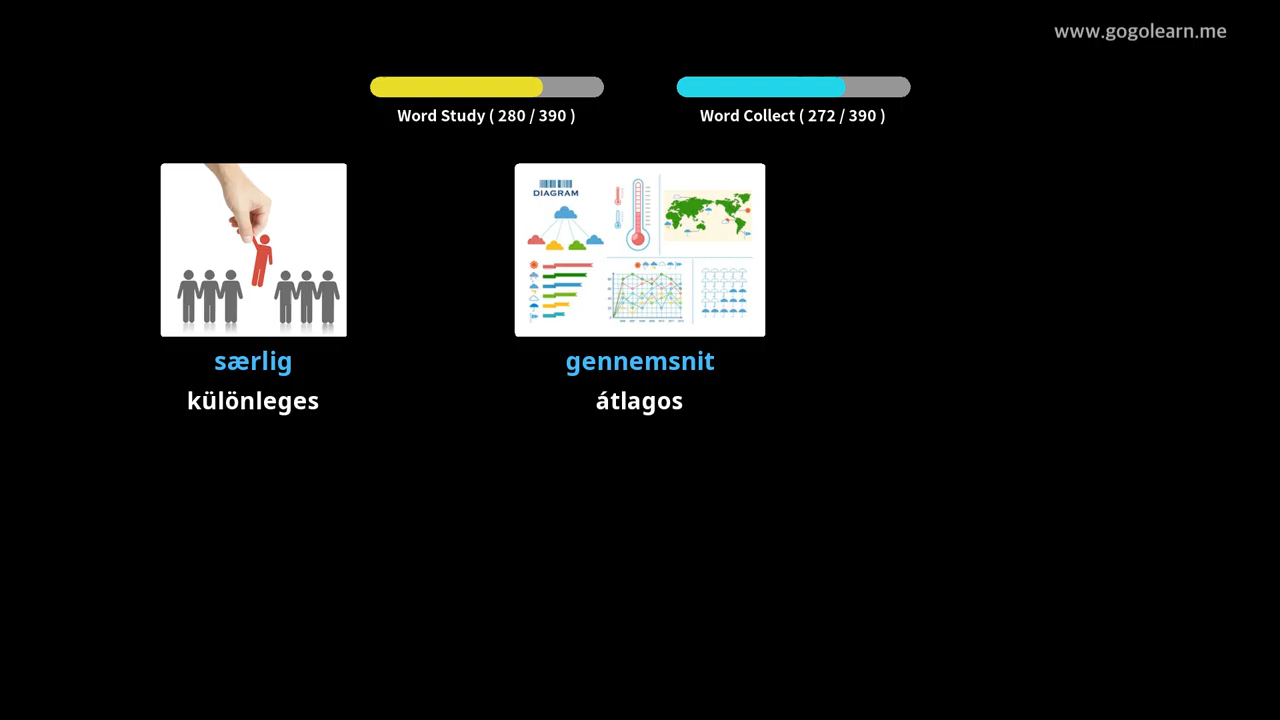 www.gogolearn.me
Word Study ( 280 / 390 )
Word Collect ( 272 / 390 )
DIAGRAM
særlig
gennemsnit
különleges
átlagos